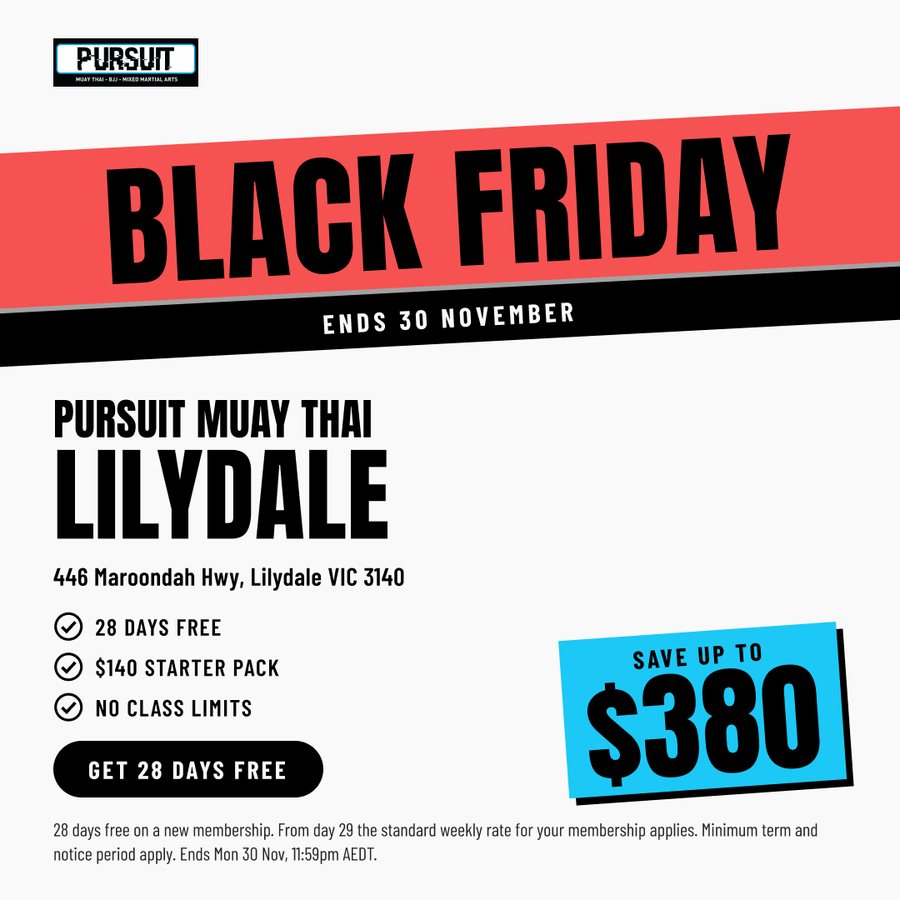 PURSUIT
MUAY THAI • BJJ • MIXED MARTIAL ARTS
BLACK FRIDAY
ENDS 30 NOVEMBER
PURSUIT MUAY THAI
LILYDALE
446 Maroondah Hwy, Lilydale VIC 3140
28 DAYS FREE
$140 STARTER PACK
NO CLASS LIMITS
GET 28 DAYS FREE
SAVE UP TO
$380
28 days free on a new membership. From day 29 the standard weekly rate for your membership applies. Minimum term and
notice period apply. Ends Mon 30 Nov, 11:59pm AEDT.